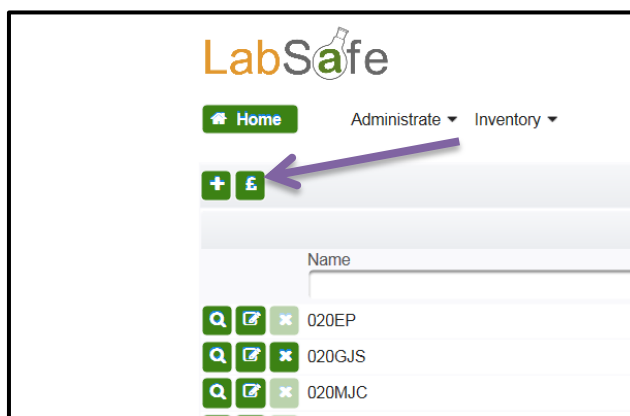 LabSafe
Home Administrate Inventory
£
Name
020EP
020GJS
020MJC